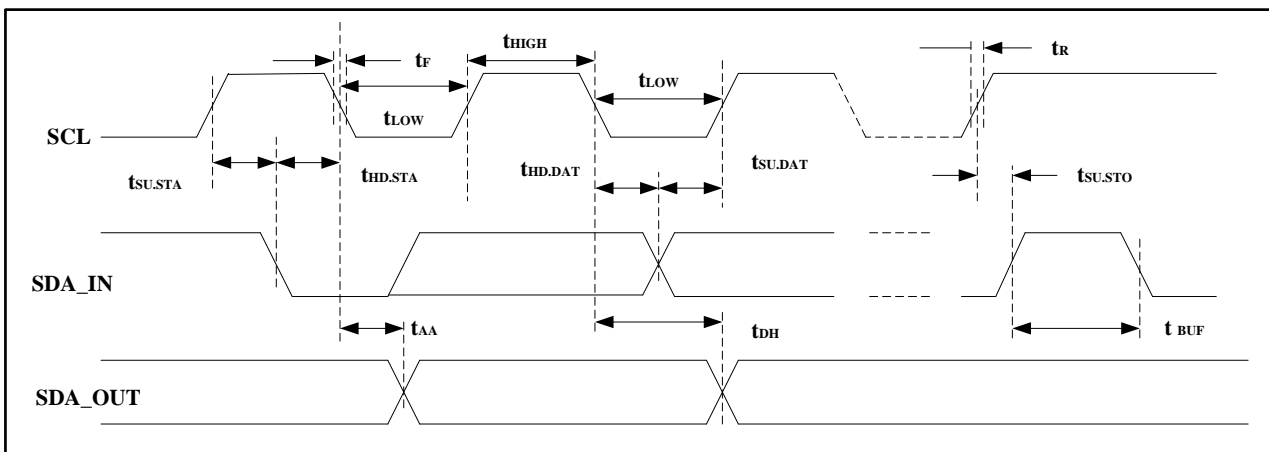 tF
tHIGH
tR
tLOW
SCL
tLOW
tSU.STA
tHD.STA
tHD.DAT
tSU.DAT
tSU.STO
SDA_IN
tAA
tDH
t BUF
SDA_OUT